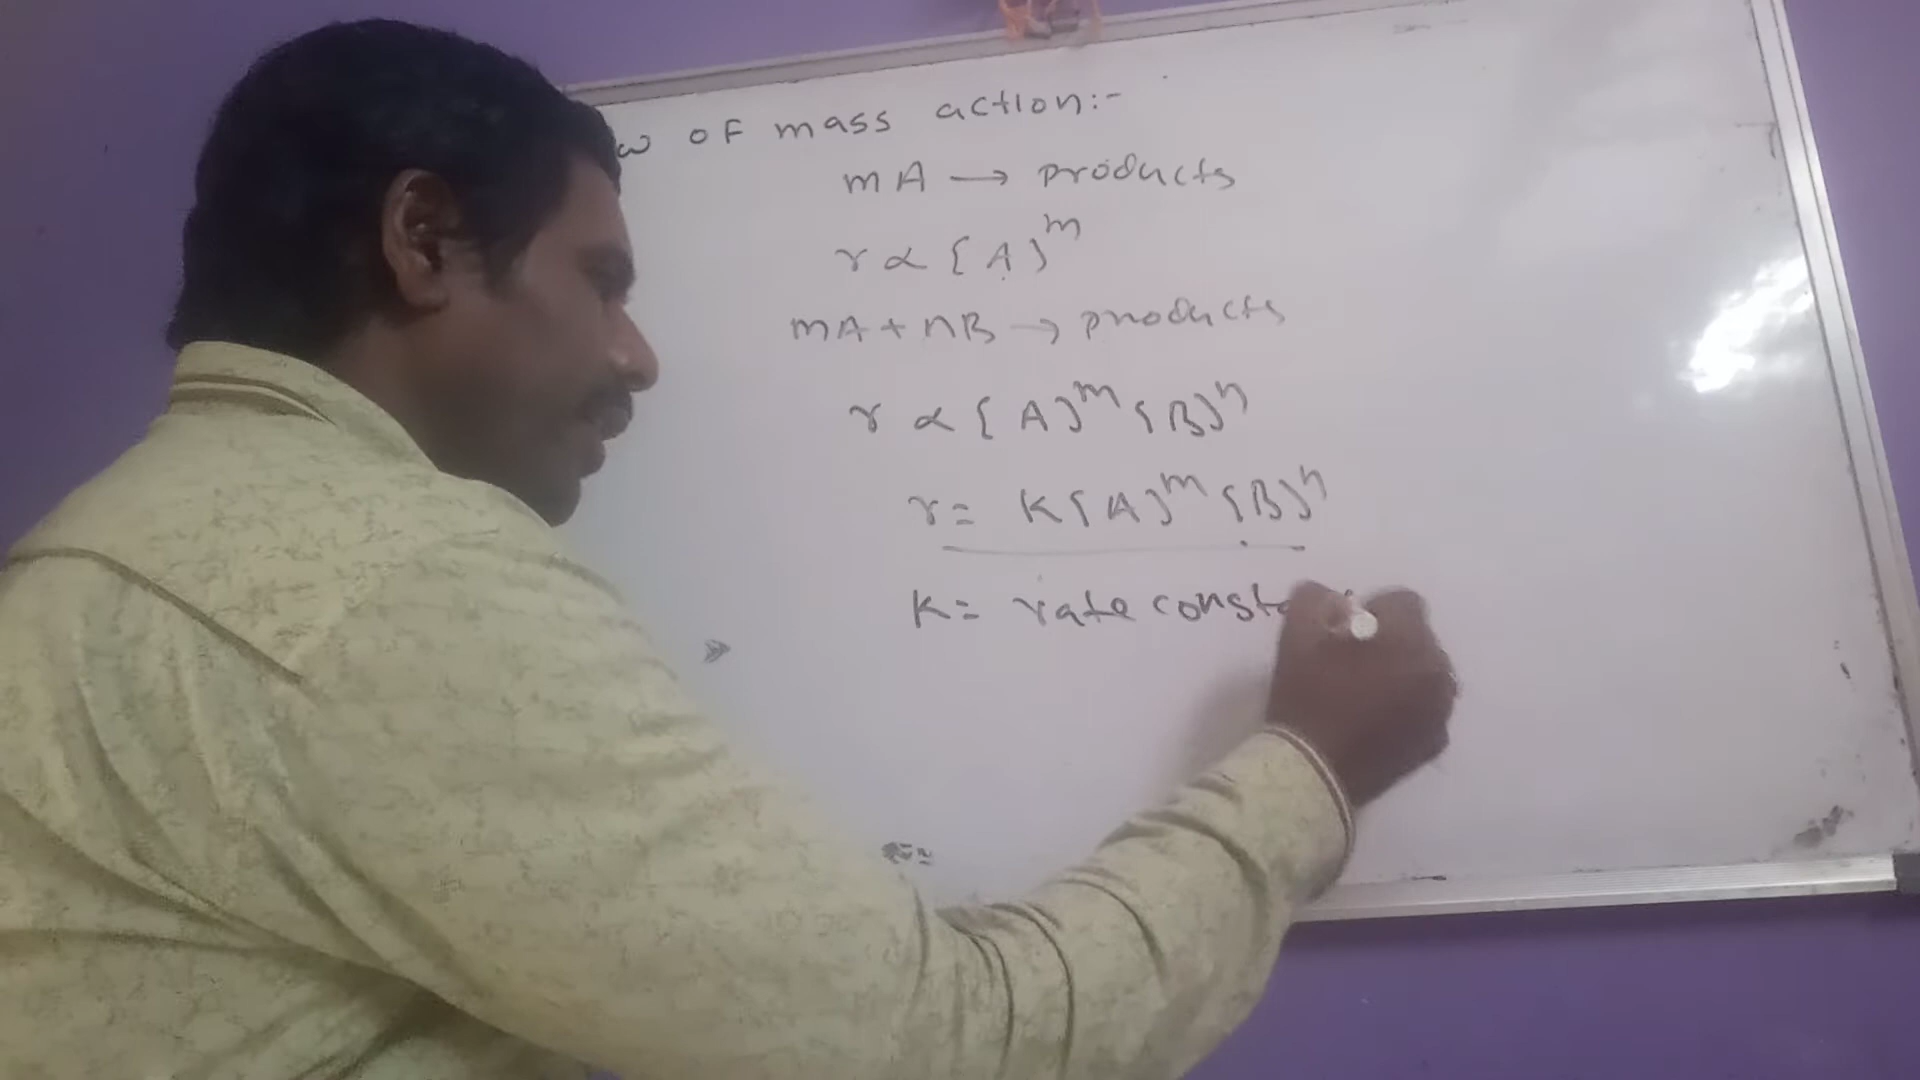 w of mass action:-
mA → products
r ∝ [A]^m
mA + nB → products
r ∝ [A]^m [B]^n
r = K[A]^m [B]^n
K = rate const